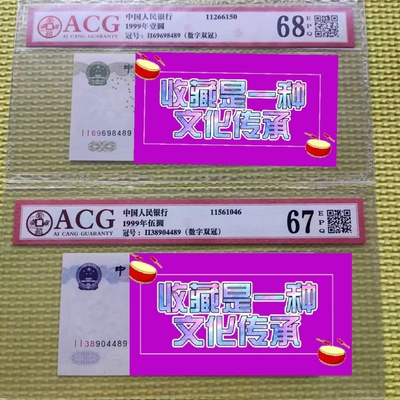 ACG
AI CANG GUARANTY
中国人民银行 11266150
1999年壹圆
冠号：II69698489（数字双冠）
68 EPQ
II69698489
中
收藏是一种
文化传承
ACG
AI CANG GUARANTY
中国人民银行 11561046
1999年伍圆
冠号：II38904489（数字双冠）
67 EPQ
II38904489
中
收藏是一种
文化传承